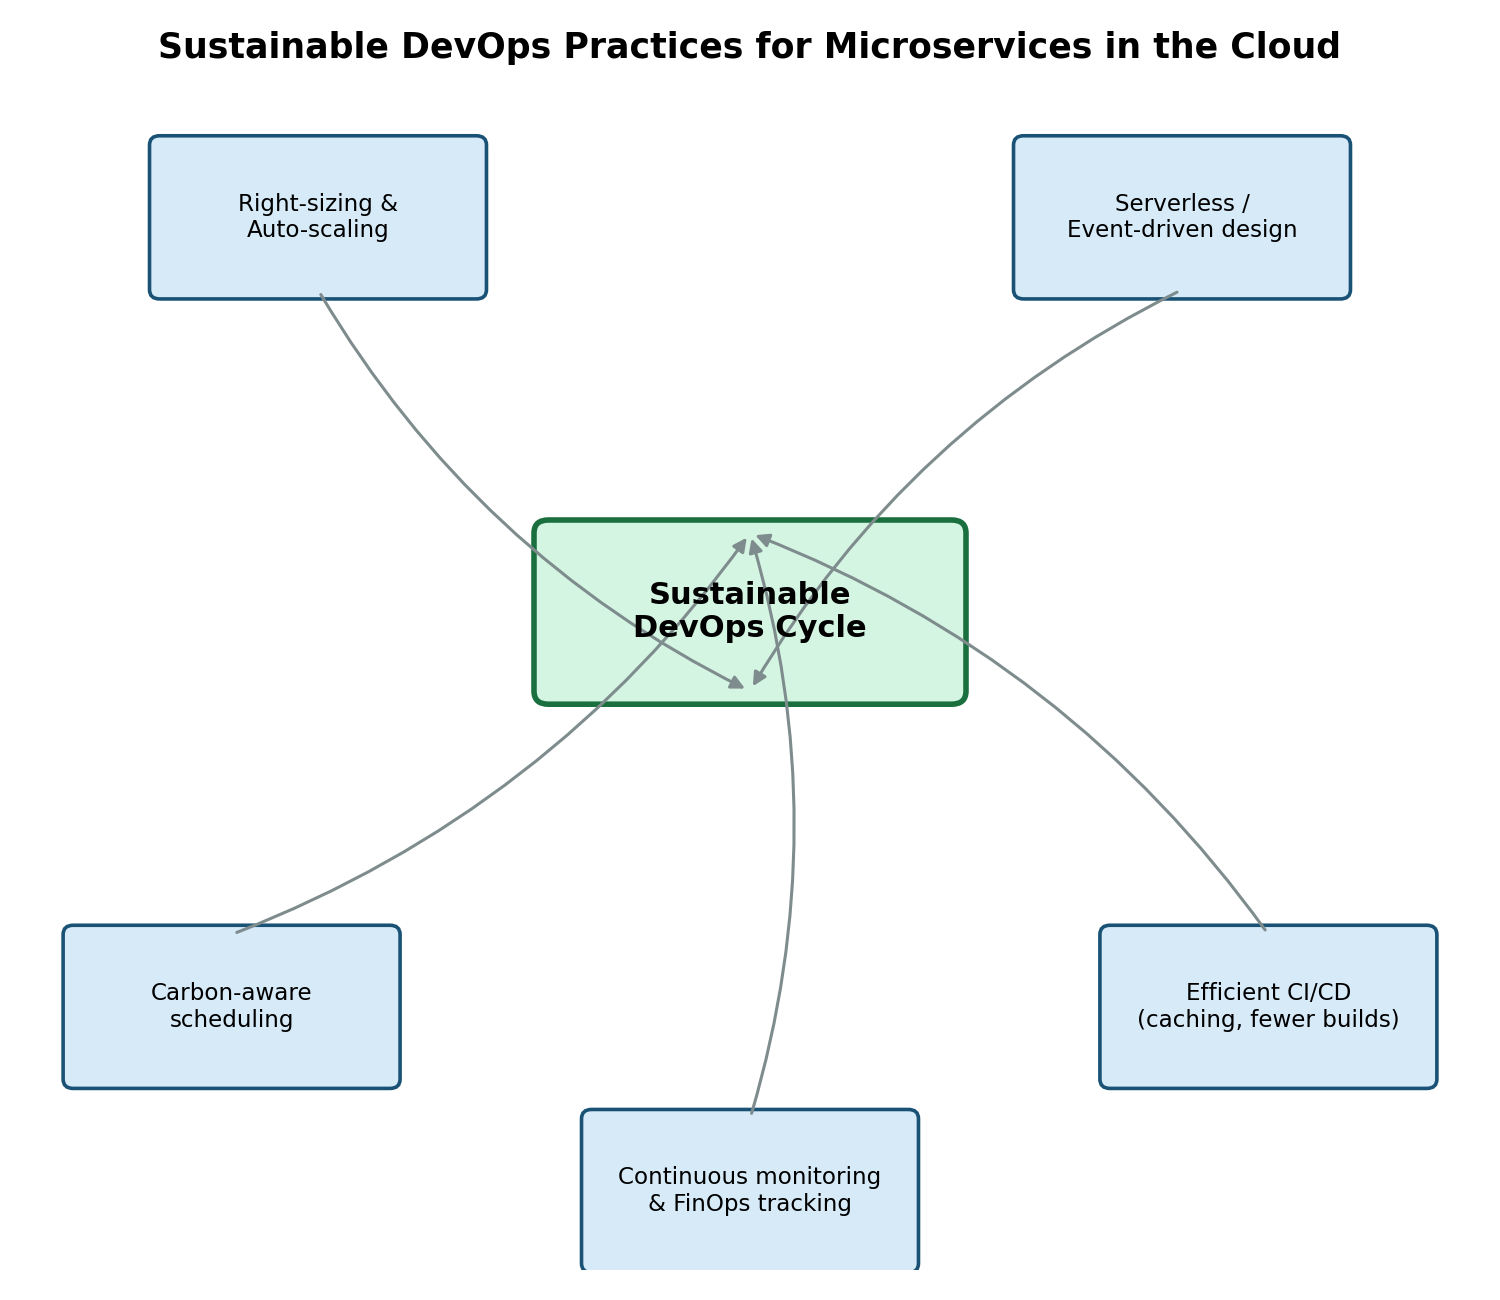 Sustainable DevOps Practices for Microservices in the Cloud
Right-sizing &
Auto-scaling
Serverless /
Event-driven design
Sustainable
DevOps Cycle
Carbon-aware
scheduling
Efficient CI/CD
(caching, fewer builds)
Continuous monitoring
& FinOps tracking